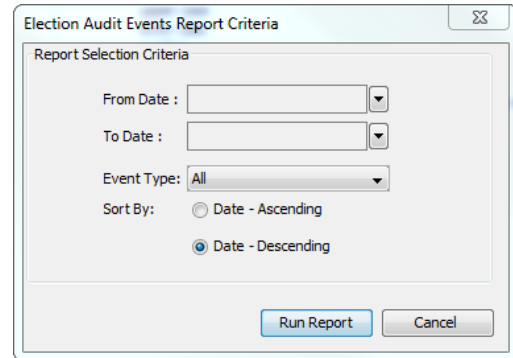 Election Audit Events Report Criteria
Report Selection Criteria
From Date :
To Date :
Event Type: All
Sort By: Date - Ascending
Date - Descending
Run Report Cancel